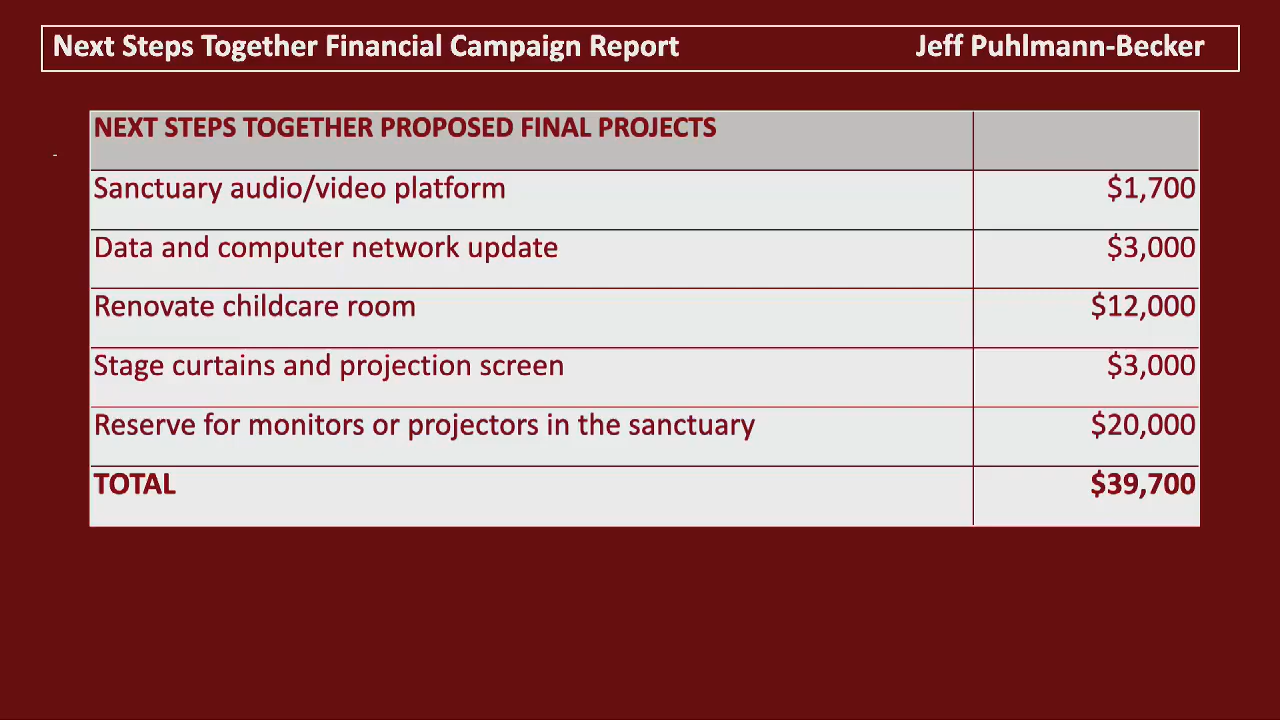 Next Steps Together Financial Campaign Report Jeff Puhlmann-Becker
NEXT STEPS TOGETHER PROPOSED FINAL PROJECTS
Sanctuary audio/video platform $1,700
Data and computer network update $3,000
Renovate childcare room $12,000
Stage curtains and projection screen $3,000
Reserve for monitors or projectors in the sanctuary $20,000
TOTAL $39,700